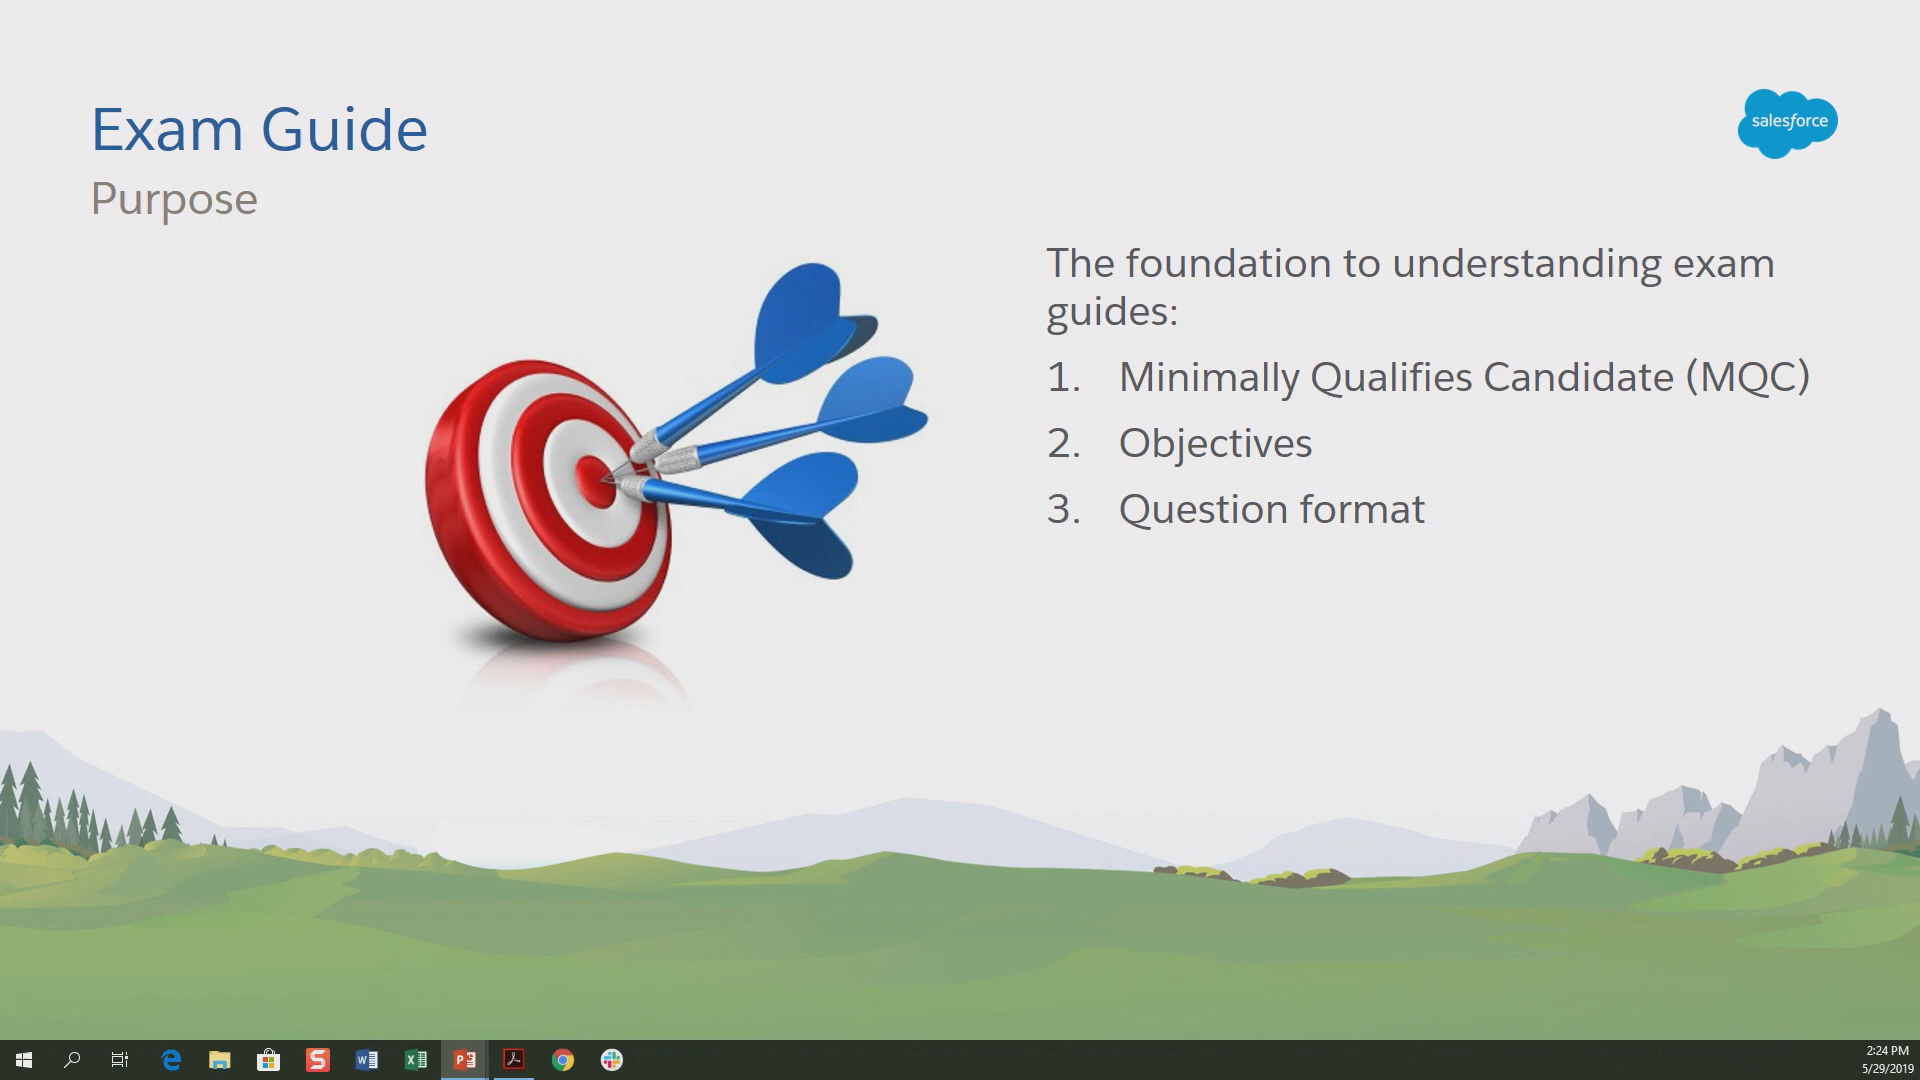 Exam Guide
Purpose
salesforce
The foundation to understanding exam
guides:
1. Minimally Qualifies Candidate (MQC)
2. Objectives
3. Question format
2:24 PM
5/29/2019